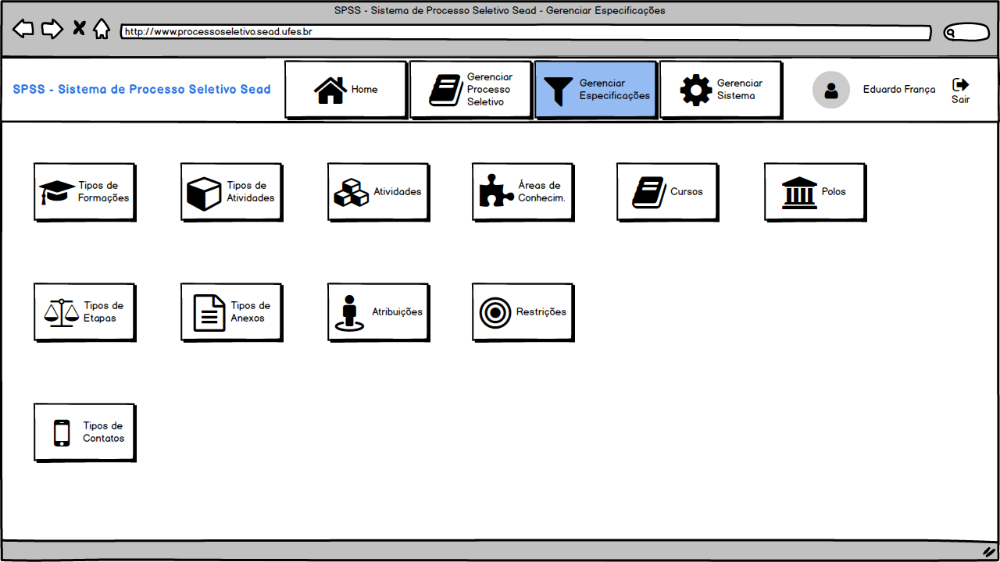 SPSS - Sistema de Processo Seletivo Sead - Gerenciar Especificações
http://www.processoseletivo.sead.ufes.br
SPSS - Sistema de Processo Seletivo Sead
Home
Gerenciar
Processo
Seletivo
Gerenciar
Especificações
Gerenciar
Sistema
Eduardo França
Sair
Tipos de
Formações
Tipos de
Atividades
Atividades
Áreas de
Conhecim.
Cursos
Polos
Tipos de
Etapas
Tipos de
Anexos
Atribuições
Restrições
Tipos de
Contatos